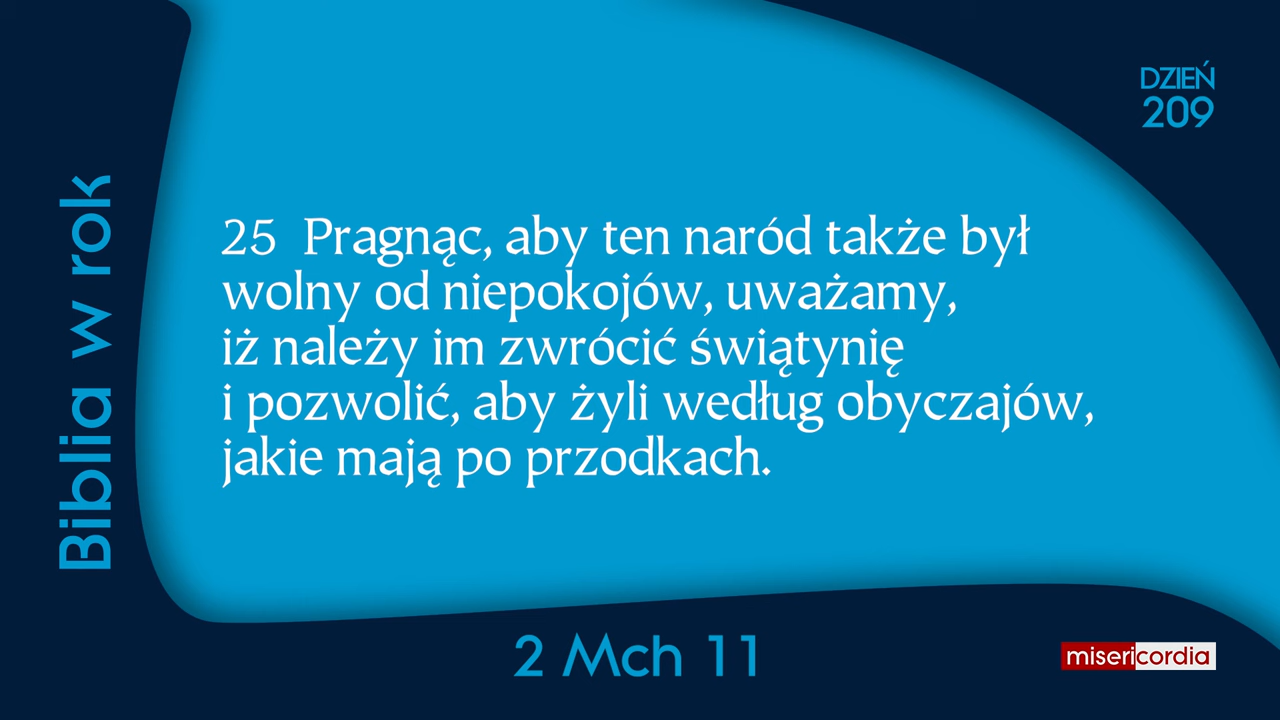 DZIEŃ
209
Biblia w rok
25 Pragnąc, aby ten naród także był
wolny od niepokojów, uważamy,
iż należy im zwrócić świątynię
i pozwolić, aby żyli według obyczajów,
jakie mają po przodkach.
2 Mch 11
misericordia